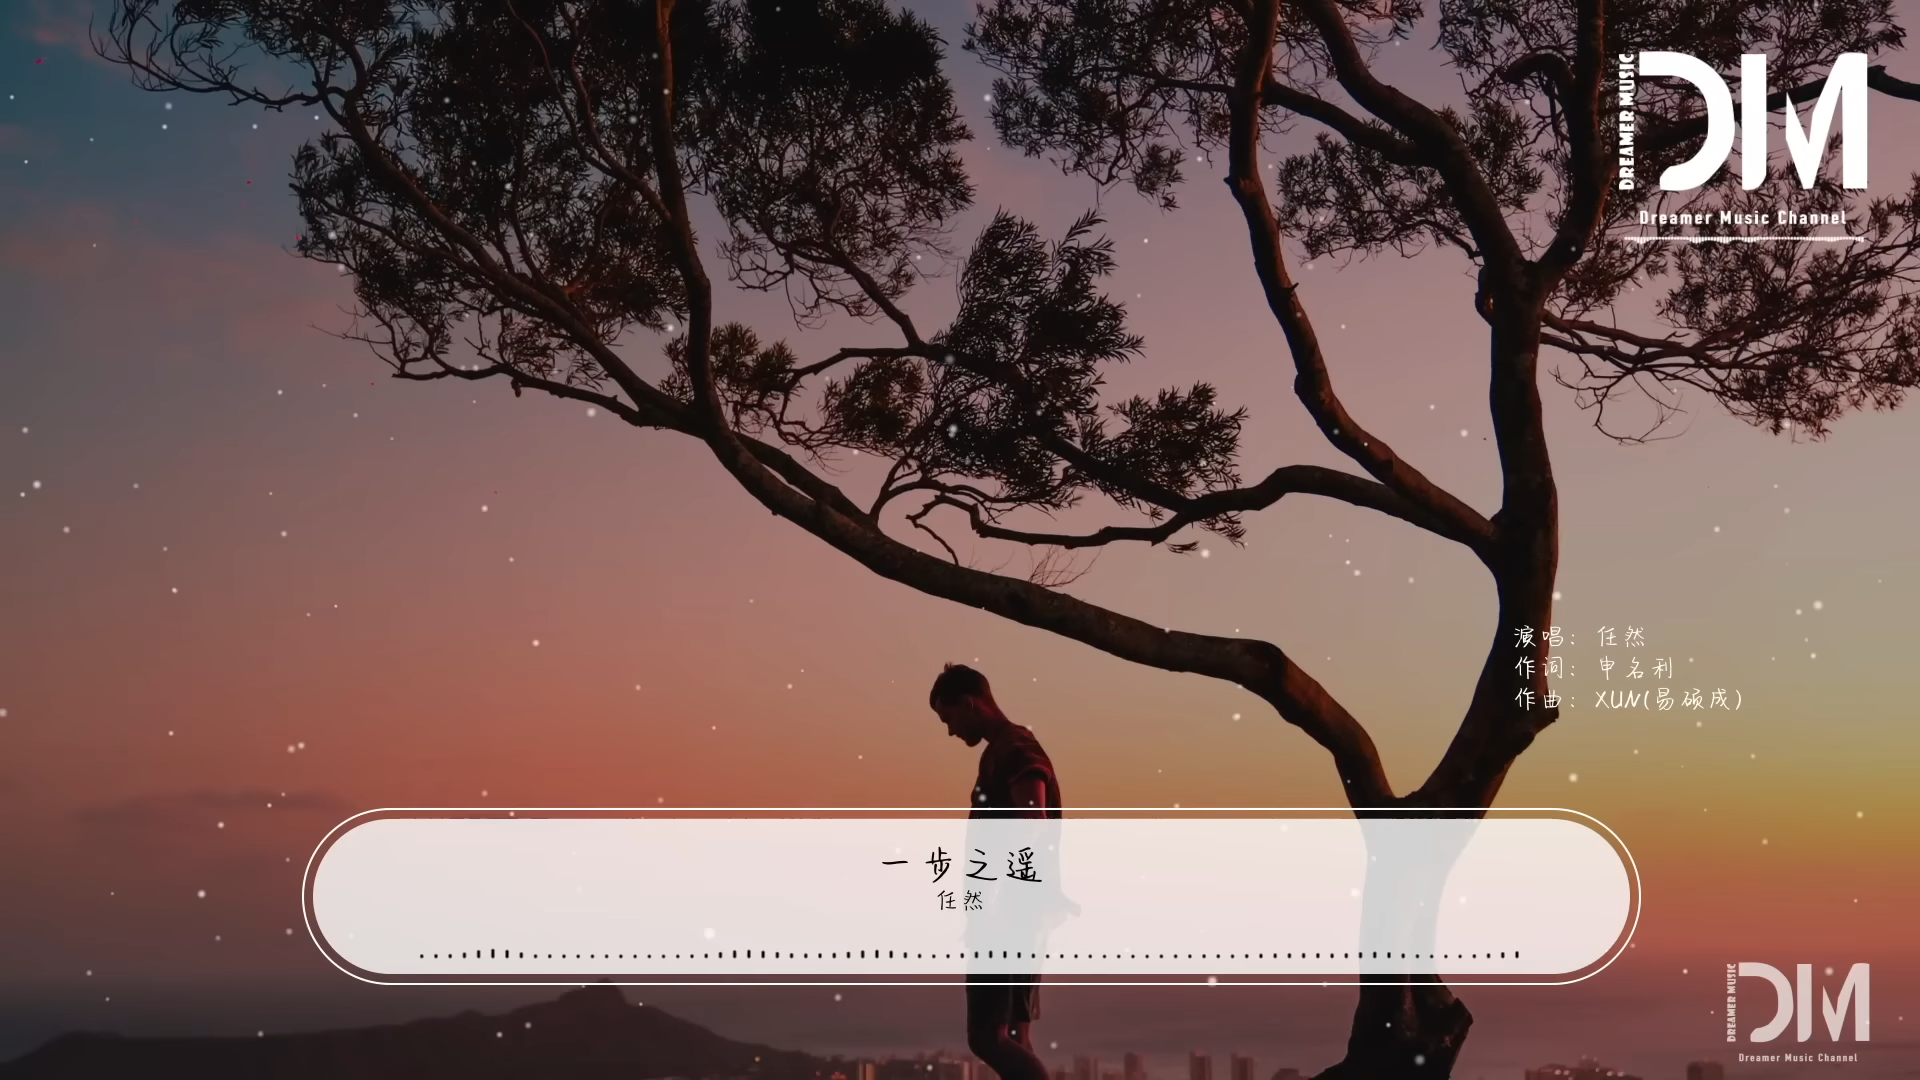 DREAMER MUSIC
DM
Dreamer Music Channel
演唱：任然
作词：申名利
作曲：XUN(易硕成)
一步之遥
任然
DREAMER MUSIC
DM
Dreamer Music Channel